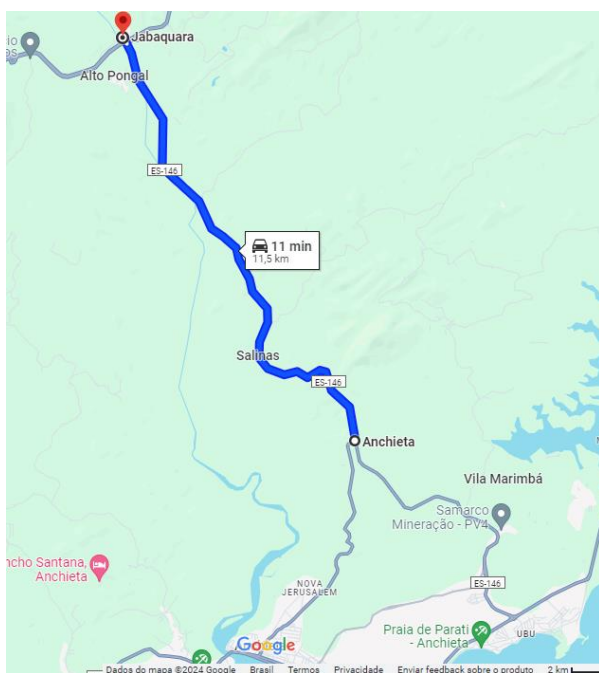 Jabaquara
Alto Pongal
ES-146
11 min
11,5 km
Salinas
ES-146
Anchieta
Vila Marimbá
Samarco
Mineração - PV4
Santana,
Anchieta
NOVA
JERUSALEM
ES-146
Praia de Parati
- Anchieta
UBU
Google
Dados do mapa ©2024 Google Brasil Termos Privacidade Enviar feedback sobre o produto 2 km